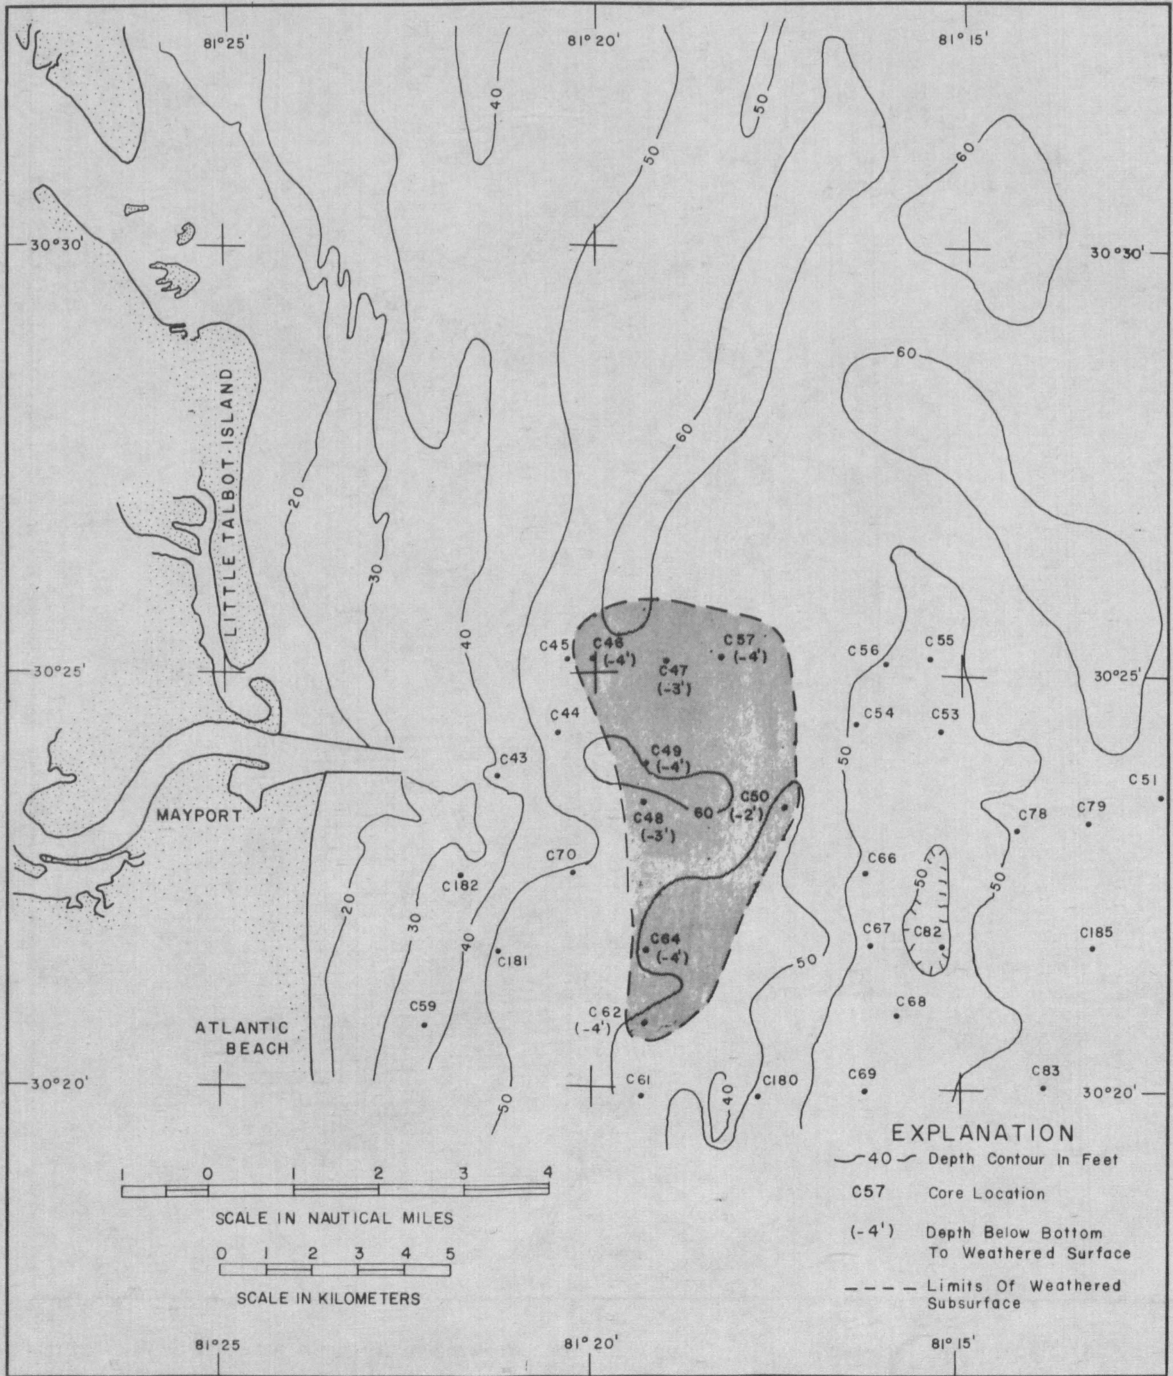 81°25' 81°20' 81°15'
40
50
50
60
30°30' 30°30'
60
LITTLE TALBOT ISLAND
60
20
30
40
C45 C46 C57 C56 C55
(-4') (-4')
30°25' C47 30°25'
(-3')
C44 C54 C53
C49
(-4')
C43
50
C51
MAYPORT
60 C50
(-2')
C48
(-3')
C78 C79
C70 C66
C182
50 50
20
30
40
C64
(-4')
C67 C82 C185
C181
50
C62
(-4')
C59 C68
ATLANTIC
BEACH
30°20' C61 C180 C69 C83 30°20'
50 40
EXPLANATION
40 Depth Contour In Feet
C57 Core Location
(-4') Depth Below Bottom
To Weathered Surface
Limits Of Weathered
Subsurface
1 0 1 2 3 4
SCALE IN NAUTICAL MILES
0 1 2 3 4 5
SCALE IN KILOMETERS
81°25 81°20' 81°15'